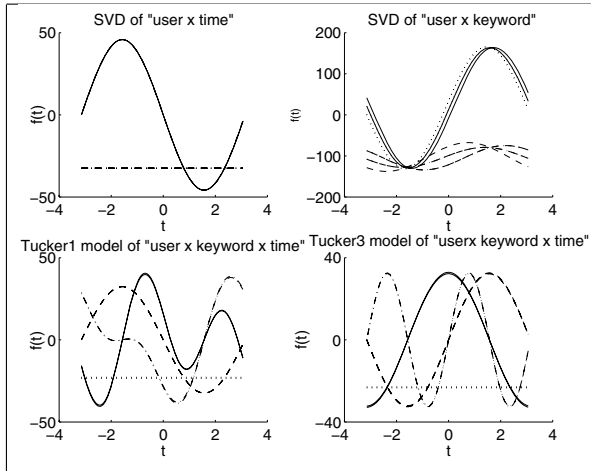 SVD of "user x time"
SVD of "user x keyword"
50
0
−50
f(t)
−4
−2
0
2
4
t
200
100
0
−100
−200
f(t)
−4
−2
0
2
4
t
Tucker1 model of "user x keyword x time"
Tucker3 model of "userx keyword x time"
50
0
−50
f(t)
−4
−2
0
2
4
t
40
0
−40
f(t)
−4
−2
0
2
4
t